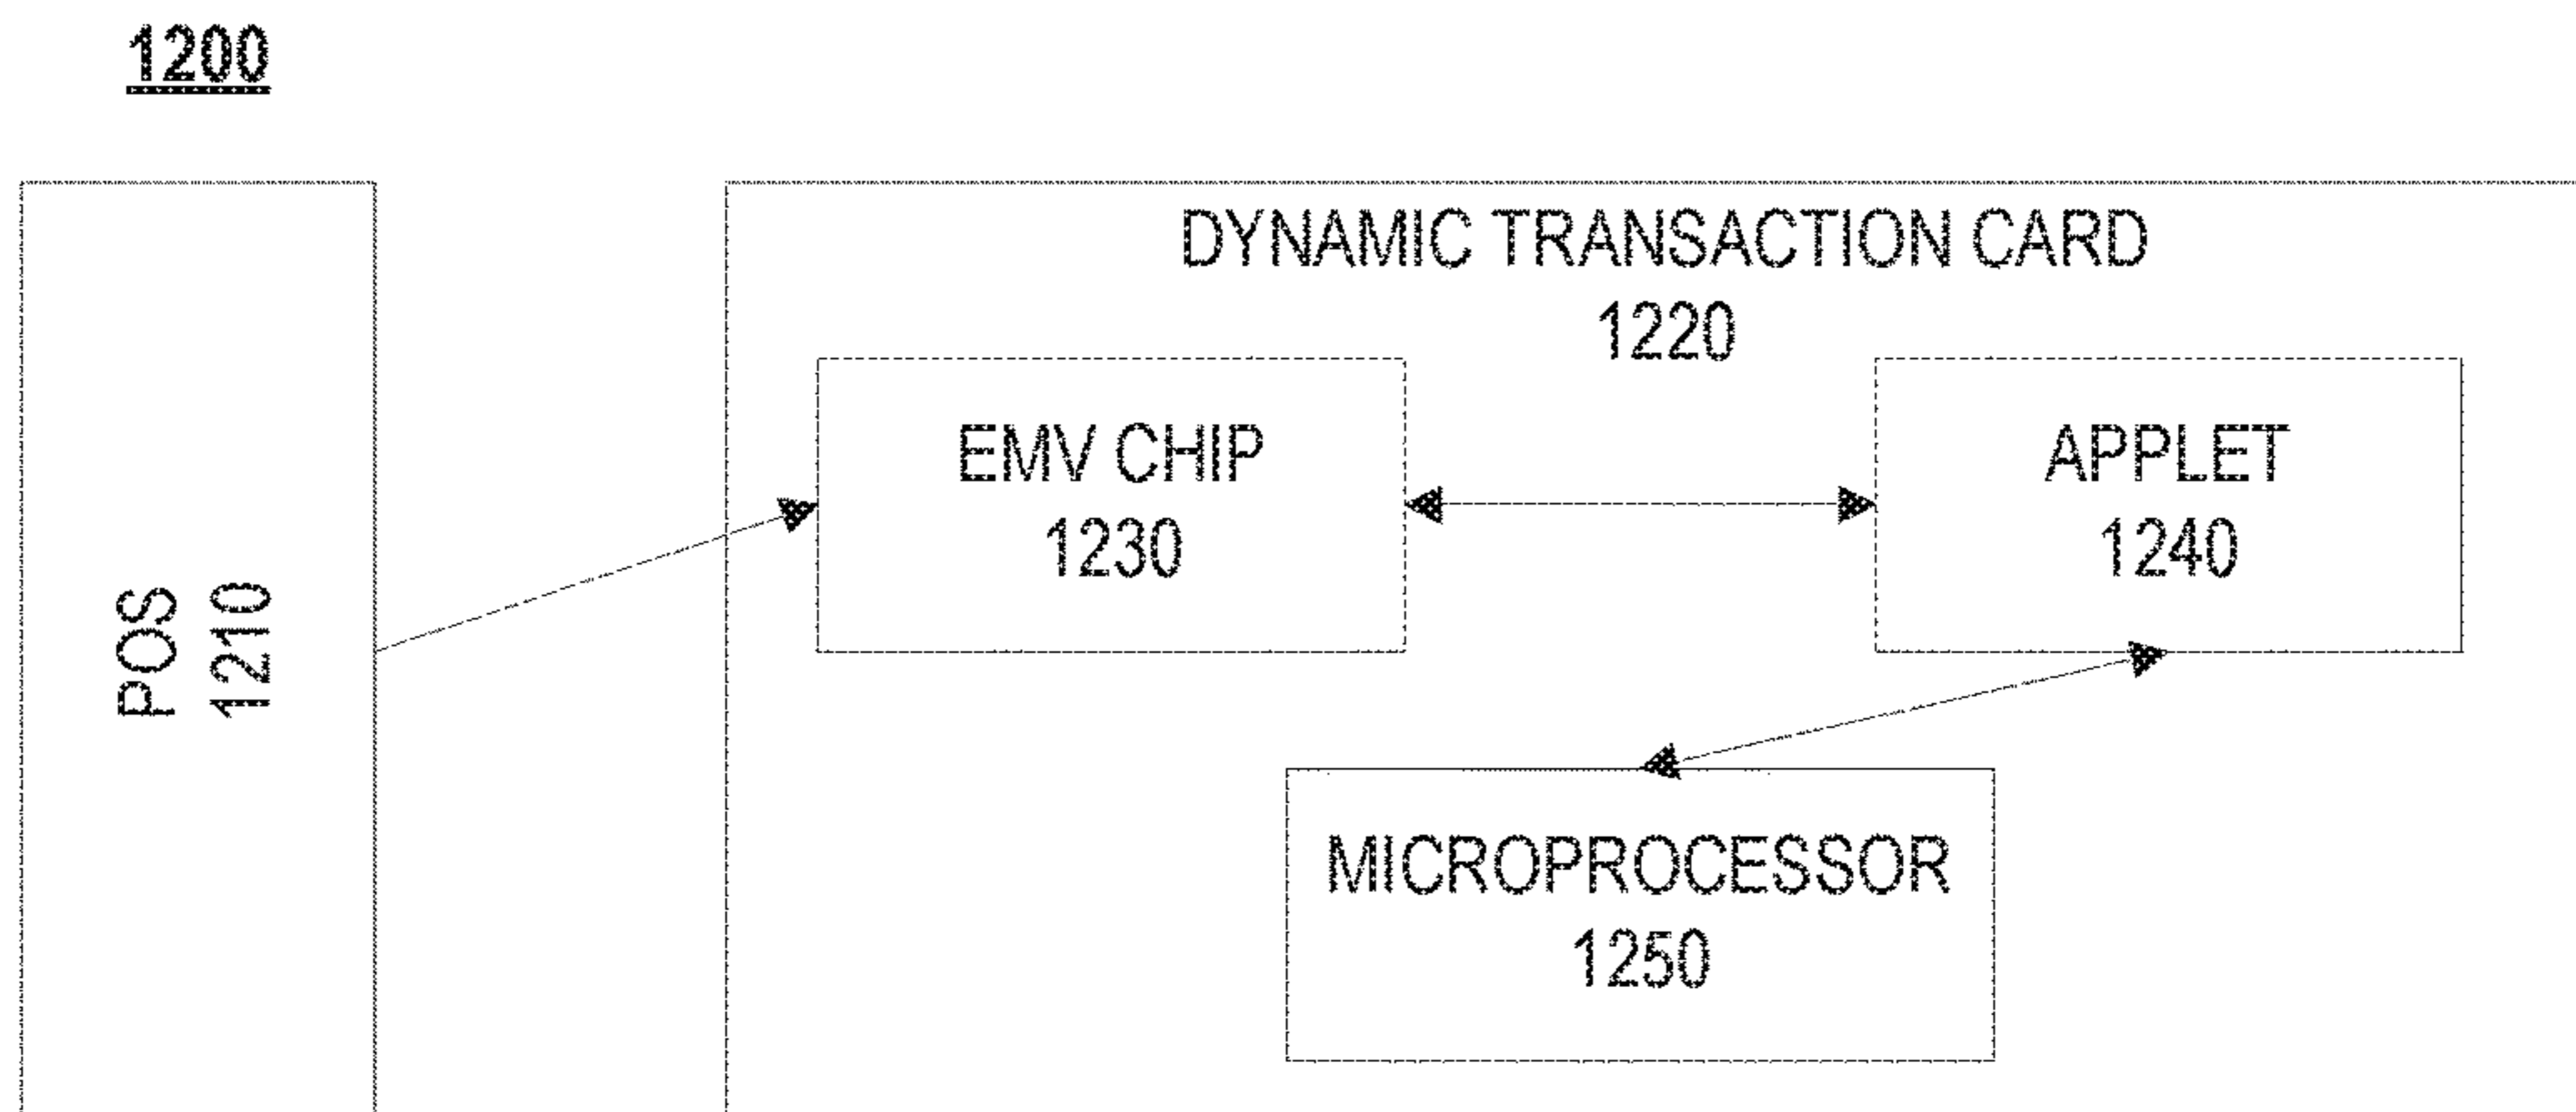 1200
DYNAMIC TRANSACTION CARD
1220
EMV CHIP
1230
APPLET
1240
POS
1210
MICROPROCESSOR
1250